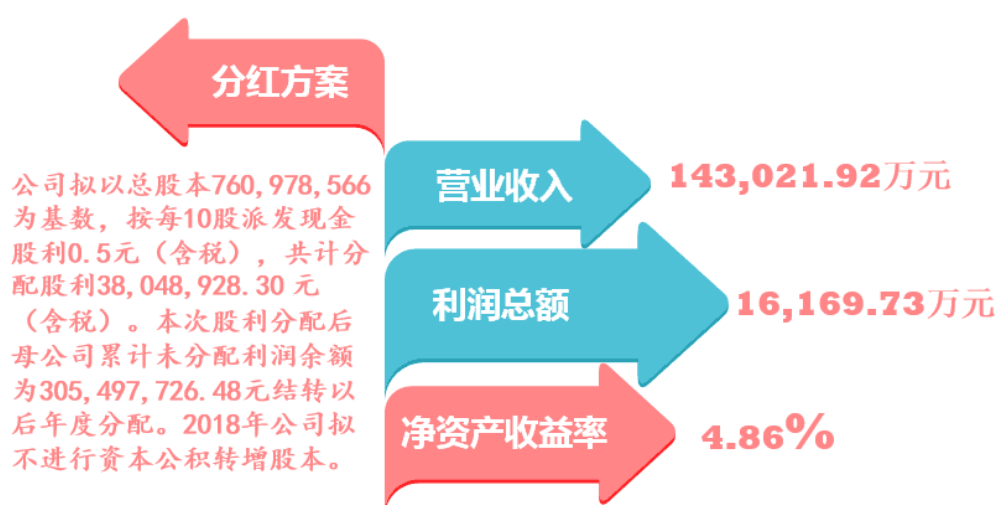 分红方案
公司拟以总股本760,978,566
为基数，按每10股派发现金
股利0.5元（含税），共计分
配股利38,048,928.30 元
（含税）。本次股利分配后
母公司累计未分配利润余额
为305,497,726.48元结转以
后年度分配。2018年公司拟
不进行资本公积转增股本。
营业收入
143,021.92万元
利润总额
16,169.73万元
净资产收益率
4.86%